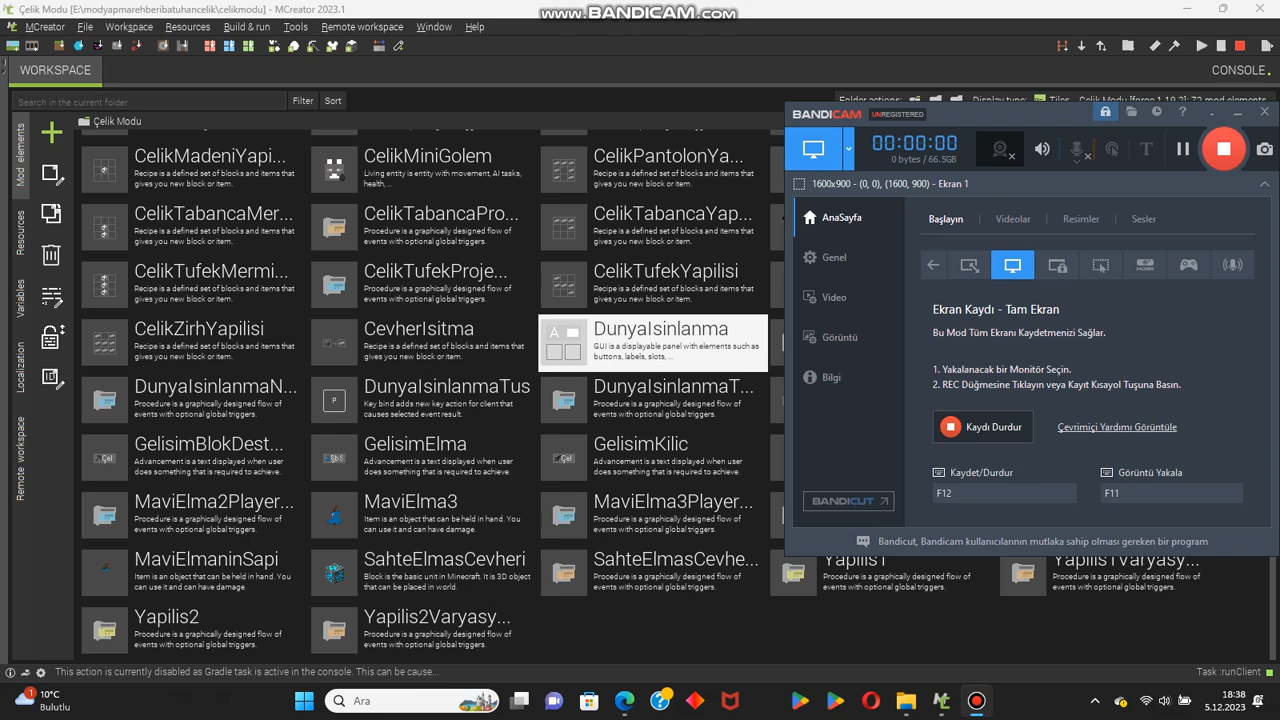 Çelik Modu [E:\modyapmarehberibatuhancelik\celikmodu] - MCreator 2023.1
www.BANDICAM.com
MCreator File Workspace Resources Build & run Tools Remote workspace Window Help
WORKSPACE
CONSOLE
Search in the current folder
Filter
Sort
Çelik Modu
Mod elements
Resources
Variables
Localization
Remote workspace
CelikMadeniYapi...
Recipe is a defined set of blocks and items that gives you new block or item.
CelikMiniGolem
Living entity is entity with movement, AI tasks, health, ..
CelikPantolonYa...
Recipe is a defined set of blocks and items that gives you new block or item.
CelikTabancaMer...
Recipe is a defined set of blocks and items that gives you new block or item.
CelikTabancaPro...
Procedure is a graphically designed flow of events with optional global triggers.
CelikTabancaYap...
Recipe is a defined set of blocks and items that gives you new block or item.
CelikTufekMermi...
Recipe is a defined set of blocks and items that gives you new block or item.
CelikTufekProje...
Procedure is a graphically designed flow of events with optional global triggers.
CelikTufekYapilisi
Recipe is a defined set of blocks and items that gives you new block or item.
CelikZirhYapilisi
Recipe is a defined set of blocks and items that gives you new block or item.
CevherIsitma
Recipe is a defined set of blocks and items that gives you new block or item.
DunyaIsinlanma
GUI is a displayable panel with elements such as buttons, labels, slots, ...
DunyaIsinlanmaN...
Procedure is a graphically designed flow of events with optional global triggers.
DunyaIsinlanmaTus
Key bind adds new key action for client that causes selected event result.
DunyaIsinlanmaT...
Procedure is a graphically designed flow of events with optional global triggers.
GelisimBlokDest...
Advancement is a text displayed when user does something that is required to achieve.
GelisimElma
Advancement is a text displayed when user does something that is required to achieve.
GelisimKilic
Advancement is a text displayed when user does something that is required to achieve.
MaviElma2Player...
Procedure is a graphically designed flow of events with optional global triggers.
MaviElma3
Item is an object that can be held in hand. You can use it and can have damage.
MaviElma3Player...
Procedure is a graphically designed flow of events with optional global triggers.
MaviElmaninSapi
Item is an object that can be held in hand. You can use it and can have damage.
SahteElmasCevheri
Block is the basic unit in Minecraft. It is 3D object that can be placed in world.
SahteElmasCevhe...
Procedure is a graphically designed flow of events with optional global triggers.
Yapilis1
Procedure is a graphically designed flow of events with optional global triggers.
Yapilis1Varyasy...
Procedure is a graphically designed flow of events with optional global triggers.
Yapilis2
Procedure is a graphically designed flow of events with optional global triggers.
Yapilis2Varyasy...
Procedure is a graphically designed flow of events with optional global triggers.
BANDICAM UNREGISTERED
00:00:00
0 bytes / 66.5GB
1600x900 - (0, 0), (1600, 900) - Ekran 1
AnaSayfa
Genel
Video
Görüntü
Bilgi
BANDICUT
Başlayın Videolar Resimler Sesler
Ekran Kaydı - Tam Ekran
Bu Mod Tüm Ekranı Kaydetmenizi Sağlar.
1. Yakalanacak bir Monitör Seçin.
2. REC Düğmesine Tıklayın veya Kayıt Kısayol Tuşuna Basın.
Kaydı Durdur
Çevrimiçi Yardımı Görüntüle
Kaydet/Durdur
F12
Görüntü Yakala
F11
Bandicut, Bandicam kullanıcılarının mutlaka sahip olması gereken bir program
This action is currently disabled as Gradle task is active in the console. This can be cause...
Task :runClient
1
10°C
Bulutlu
Ara
18:38
5.12.2023